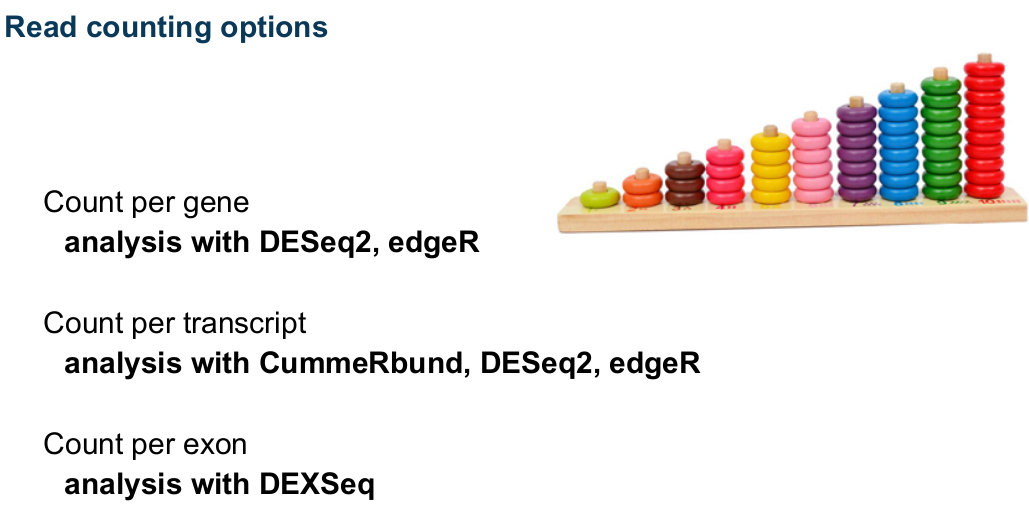 Read counting options
Count per gene
analysis with DESeq2, edgeR
Count per transcript
analysis with CummeRbund, DESeq2, edgeR
Count per exon
analysis with DEXSeq